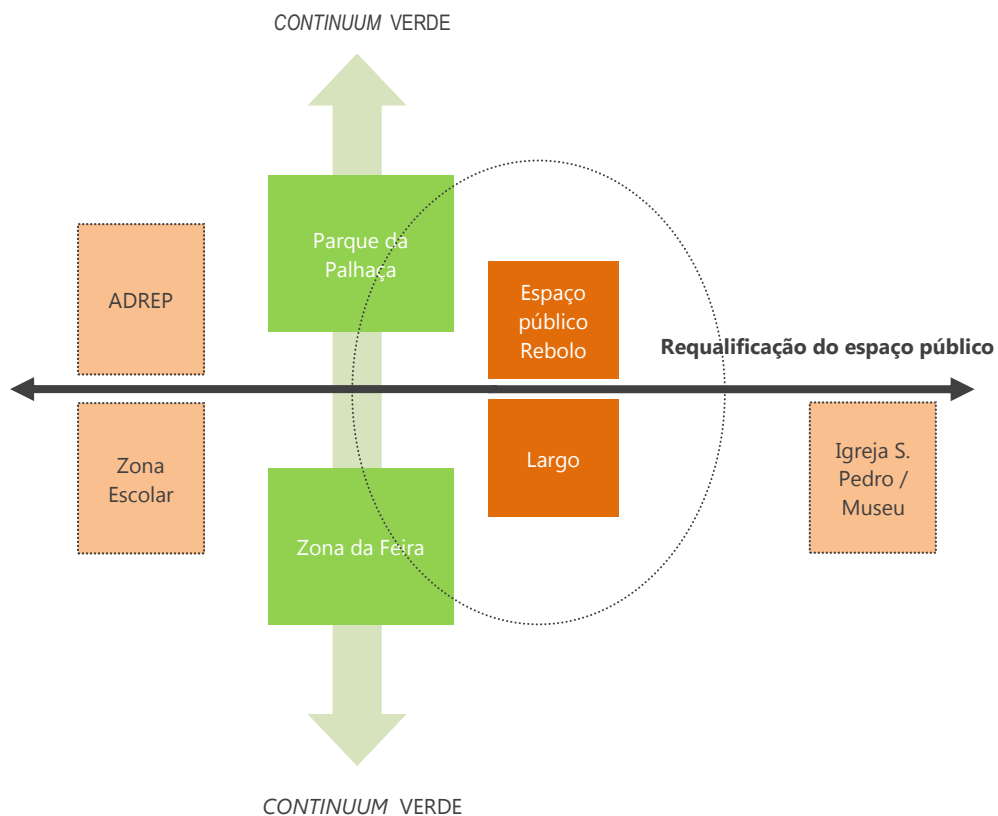 CONTINUUM VERDE
Parque da
Palhaça
ADREP
Espaço
público
Rebolo
Requalificação do espaço público
Zona
Escolar
Largo
Igreja S.
Pedro /
Museu
Zona da Feira
CONTINUUM VERDE